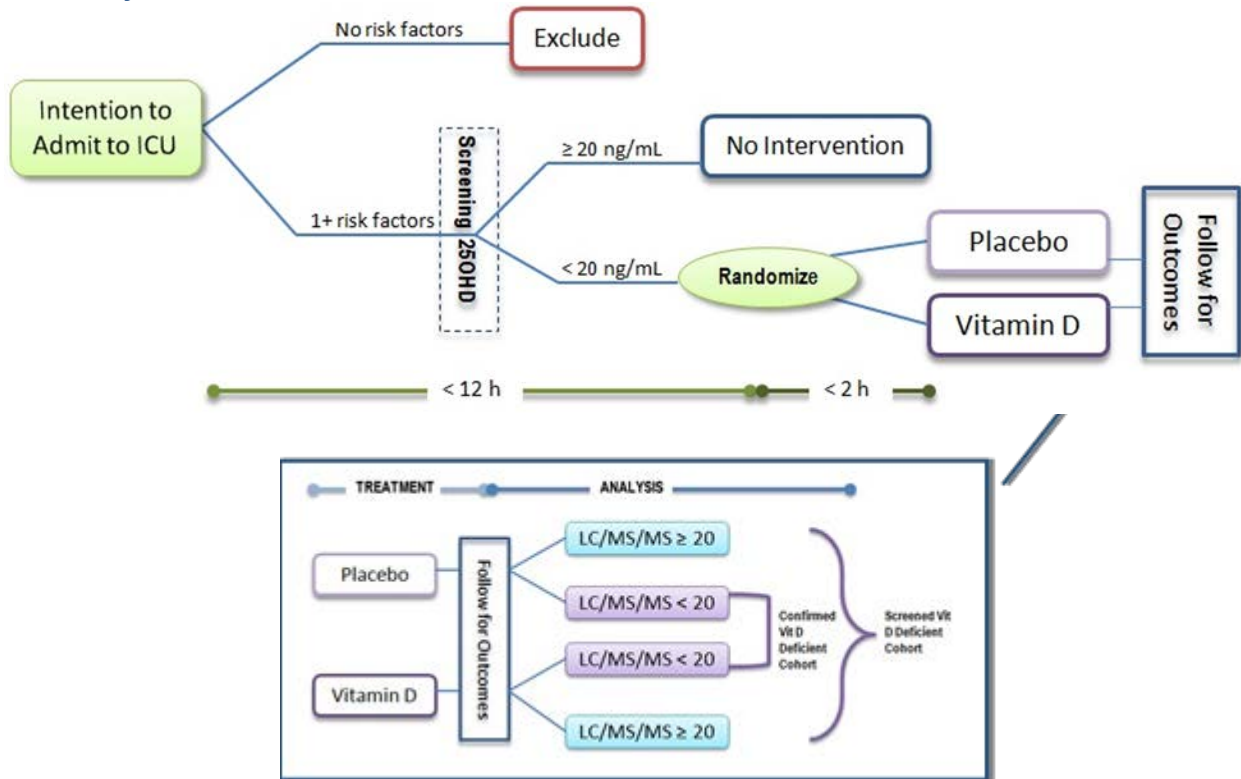 No risk factors
Exclude
Intention to
Admit to ICU
Screening 25OHD
≥ 20 ng/mL
No Intervention
1+ risk factors
< 20 ng/mL
Randomize
Placebo
Vitamin D
Follow for
Outcomes
< 12 h
< 2 h
TREATMENT
ANALYSIS
Placebo
Vitamin D
Follow for Outcomes
LC/MS/MS ≥ 20
LC/MS/MS < 20
LC/MS/MS < 20
LC/MS/MS ≥ 20
Confirmed
Vit D
Deficient
Cohort
Screened Vit
D Deficient
Cohort